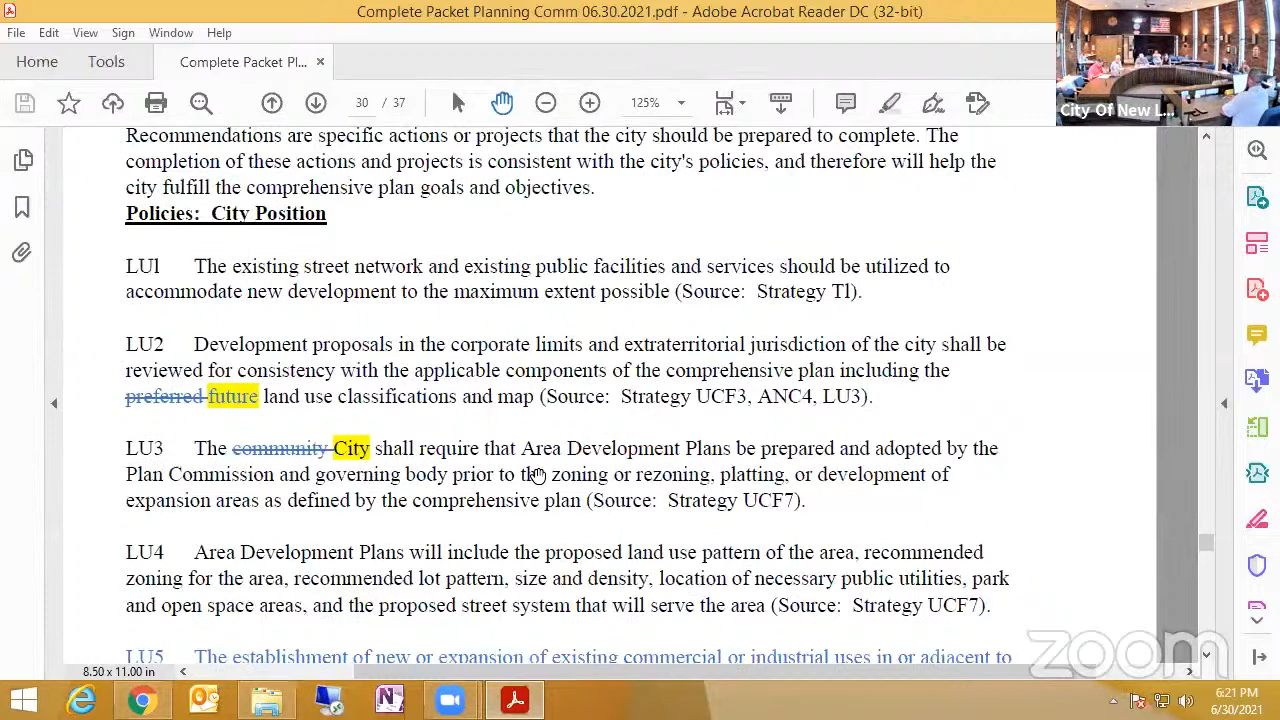 Complete Packet Planning Comm 06.30.2021.pdf - Adobe Acrobat Reader DC (32-bit)
File Edit View Sign Window Help
Home Tools Complete Packet Pl... ×
30 / 37 125%
City Of New L...
Recommendations are specific actions or projects that the city should be prepared to complete. The
completion of these actions and projects is consistent with the city's policies, and therefore will help the
city fulfill the comprehensive plan goals and objectives.
Policies: City Position
LUl The existing street network and existing public facilities and services should be utilized to
accommodate new development to the maximum extent possible (Source: Strategy Tl).
LU2 Development proposals in the corporate limits and extraterritorial jurisdiction of the city shall be
reviewed for consistency with the applicable components of the comprehensive plan including the
preferred future land use classifications and map (Source: Strategy UCF3, ANC4, LU3).
LU3 The community City shall require that Area Development Plans be prepared and adopted by the
Plan Commission and governing body prior to the zoning or rezoning, platting, or development of
expansion areas as defined by the comprehensive plan (Source: Strategy UCF7).
LU4 Area Development Plans will include the proposed land use pattern of the area, recommended
zoning for the area, recommended lot pattern, size and density, location of necessary public utilities, park
and open space areas, and the proposed street system that will serve the area (Source: Strategy UCF7).
LU5 The establishment of new or expansion of existing commercial or industrial uses in or adjacent to
zoom
8.50 x 11.00 in
6:21 PM
6/30/2021